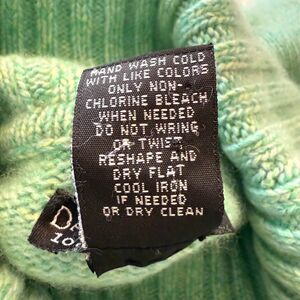 HAND WASH COLD
WITH LIKE COLORS
ONLY NON-
CHLORINE BLEACH
WHEN NEEDED
DO NOT WRING
OR TWIST
RESHAPE AND
DRY FLAT
COOL IRON
IF NEEDED
OR DRY CLEAN